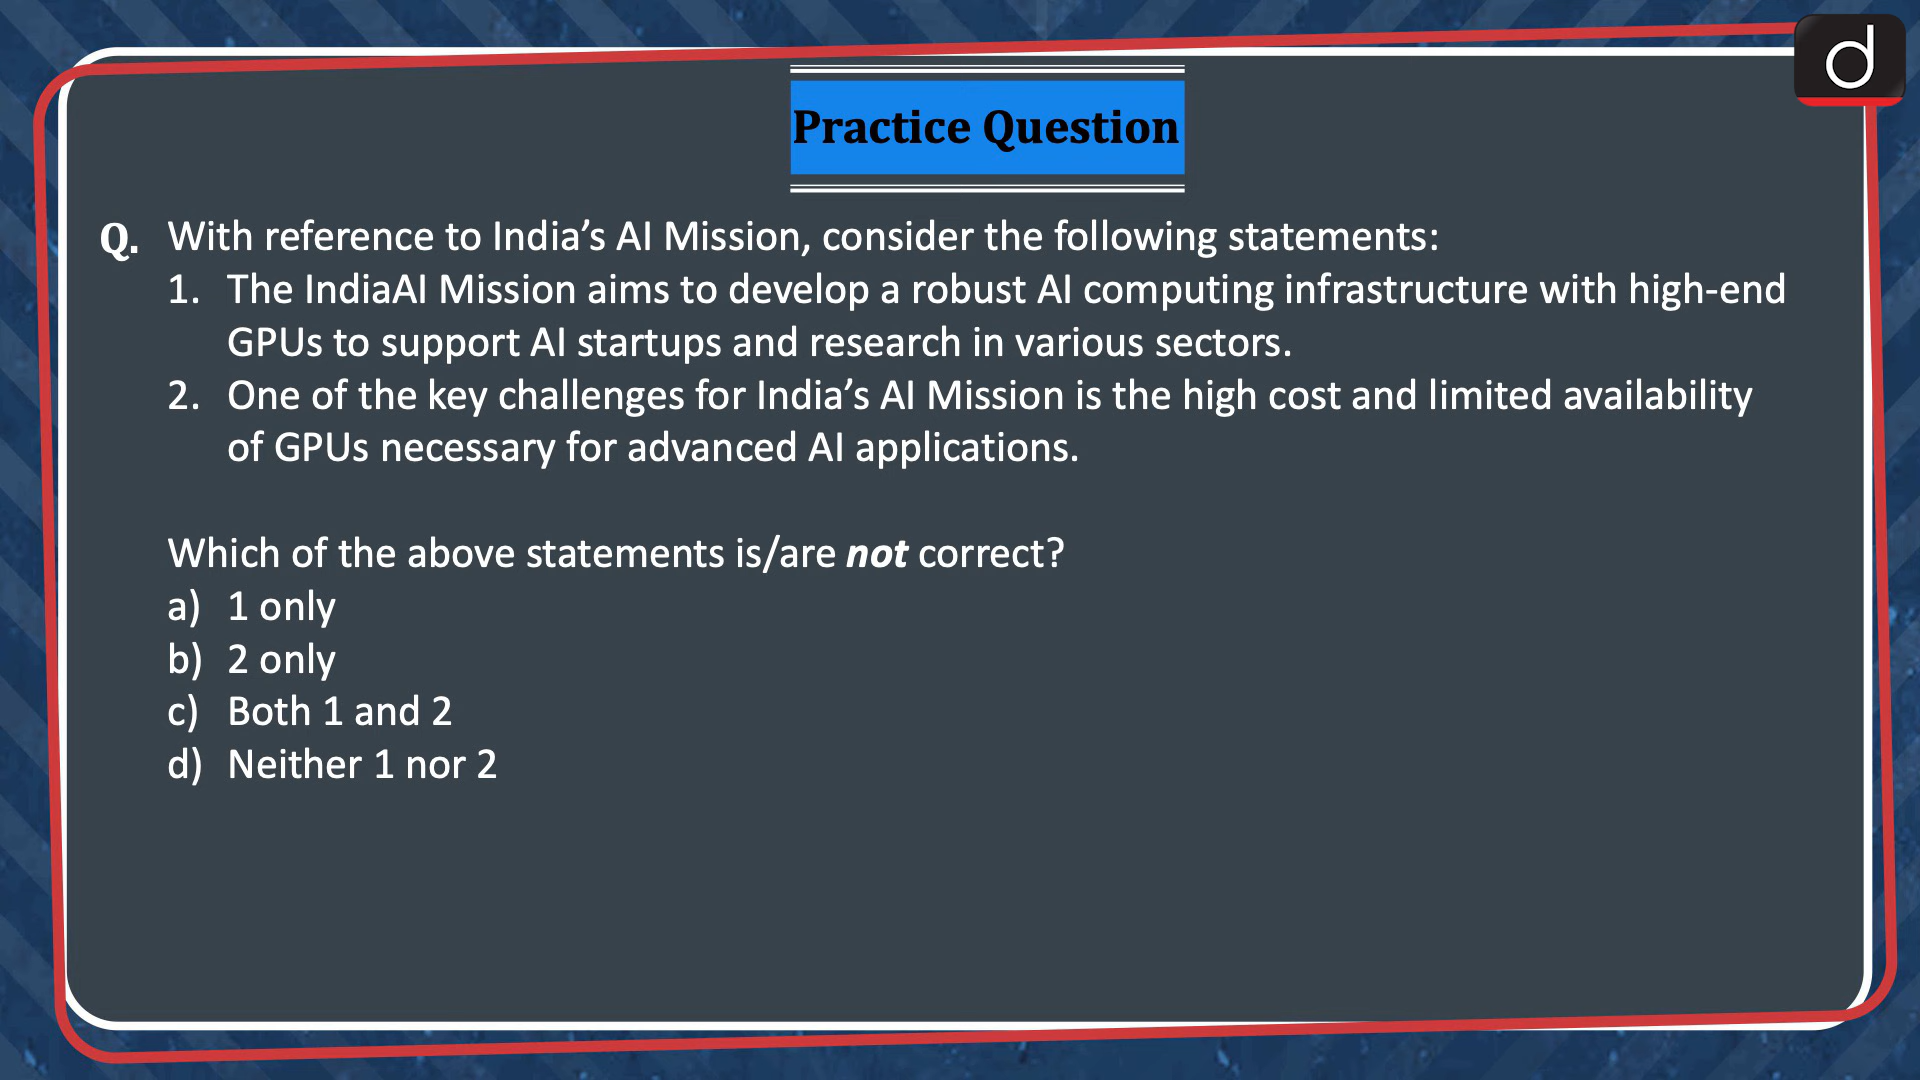 Practice Question
Q. With reference to India’s AI Mission, consider the following statements:
1. The IndiaAI Mission aims to develop a robust AI computing infrastructure with high-end
GPUs to support AI startups and research in various sectors.
2. One of the key challenges for India’s AI Mission is the high cost and limited availability
of GPUs necessary for advanced AI applications.
Which of the above statements is/are not correct?
a) 1 only
b) 2 only
c) Both 1 and 2
d) Neither 1 nor 2